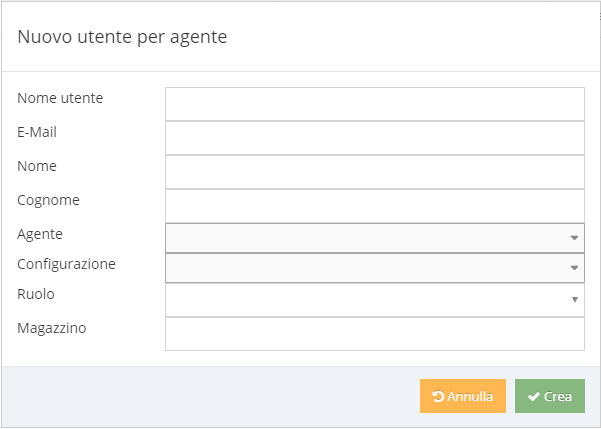 Nuovo utente per agente
Nome utente
E-Mail
Nome
Cognome
Agente
Configurazione
Ruolo
Magazzino
Annulla Crea